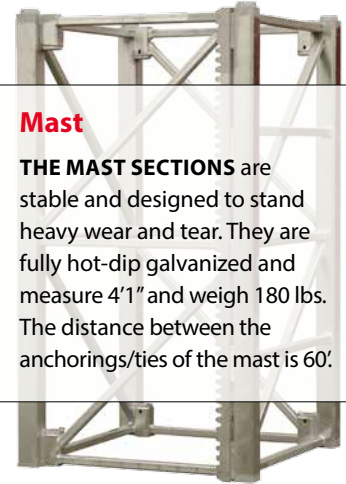 Mast
THE MAST SECTIONS are
stable and designed to stand
heavy wear and tear. They are
fully hot-dip galvanized and
measure 4’1” and weigh 180 lbs.
The distance between the
anchorings/ties of the mast is 60’.